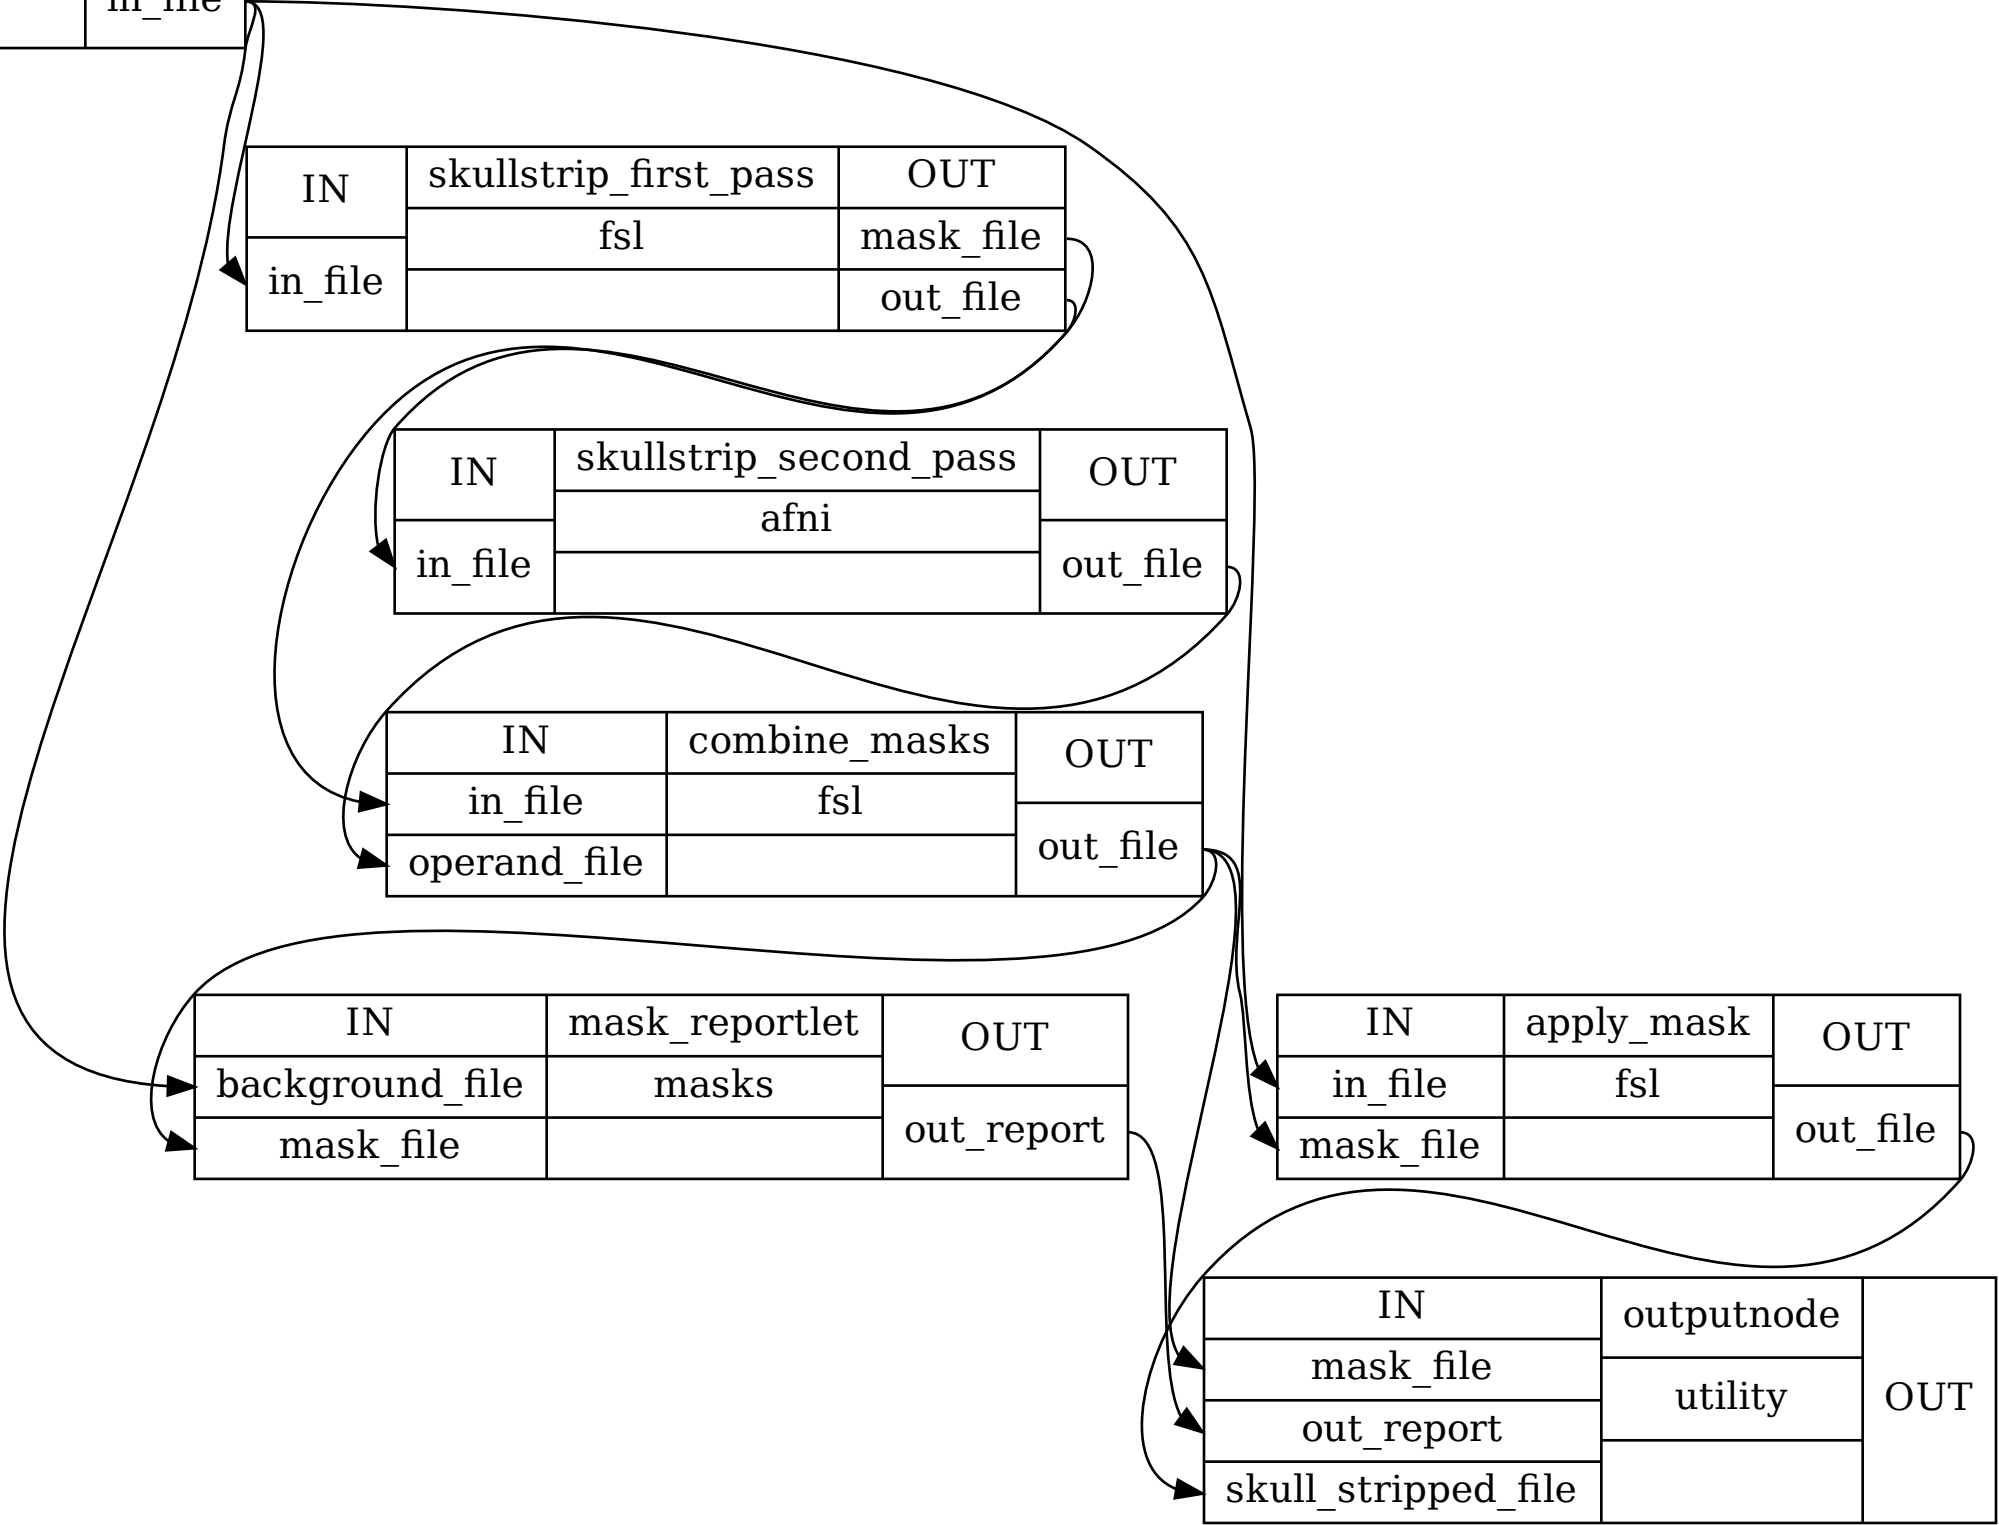 in_file
IN
skullstrip_first_pass
OUT
fsl
mask_file
in_file
out_file
IN
skullstrip_second_pass
OUT
afni
in_file
out_file
IN
combine_masks
OUT
in_file
fsl
out_file
operand_file
IN
mask_reportlet
OUT
background_file
masks
out_report
mask_file
IN
apply_mask
OUT
in_file
fsl
out_file
mask_file
IN
outputnode
mask_file
utility
OUT
out_report
skull_stripped_file